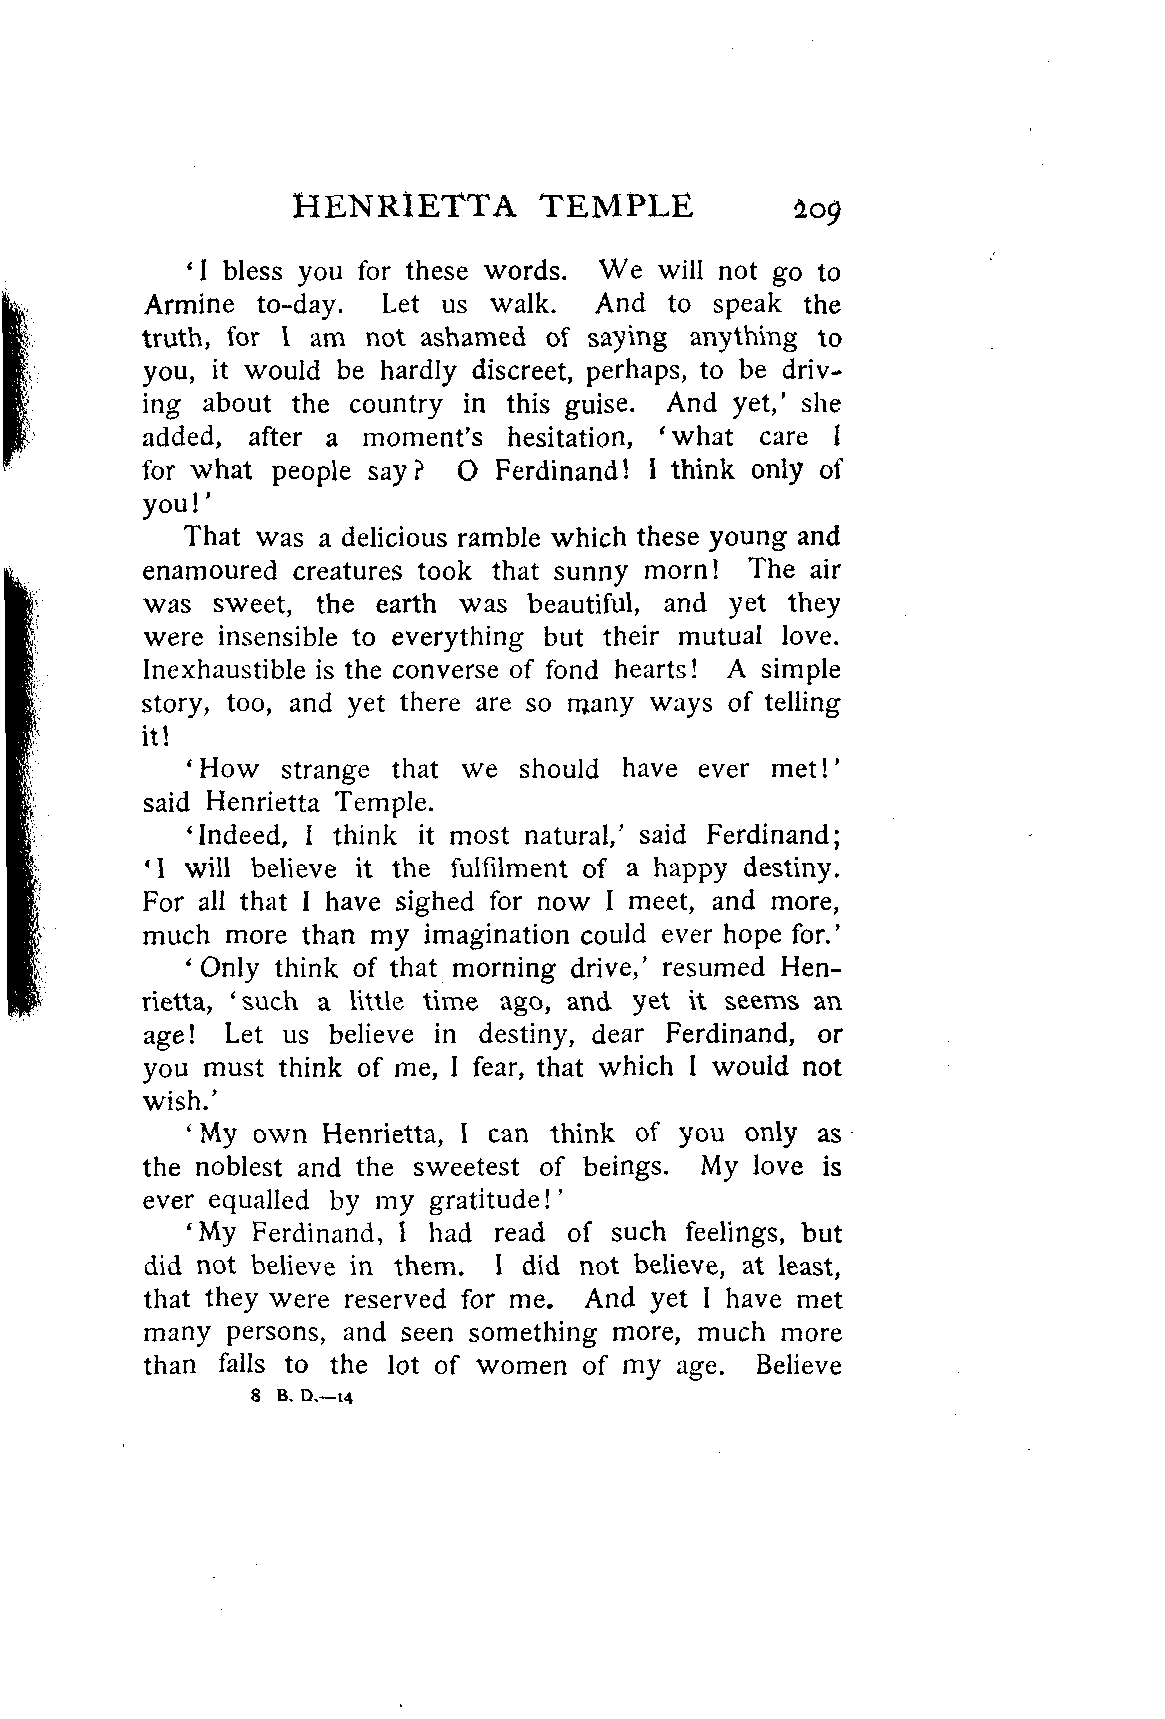 HENRIETTA TEMPLE 209
‘I bless you for these words. We will not go to
Armine to-day. Let us walk. And to speak the
truth, for I am not ashamed of saying anything to
you, it would be hardly discreet, perhaps, to be driv-
ing about the country in this guise. And yet,’ she
added, after a moment’s hesitation, ‘what care I
for what people say? O Ferdinand! I think only of
you!’
That was a delicious ramble which these young and
enamoured creatures took that sunny morn! The air
was sweet, the earth was beautiful, and yet they
were insensible to everything but their mutual love.
Inexhaustible is the converse of fond hearts! A simple
story, too, and yet there are so many ways of telling
it!
‘How strange that we should have ever met!’
said Henrietta Temple.
‘Indeed, I think it most natural,’ said Ferdinand;
‘I will believe it the fulfilment of a happy destiny.
For all that I have sighed for now I meet, and more,
much more than my imagination could ever hope for.’
‘Only think of that morning drive,’ resumed Hen-
rietta, ‘such a little time ago, and yet it seems an
age! Let us believe in destiny, dear Ferdinand, or
you must think of me, I fear, that which I would not
wish.’
‘My own Henrietta, I can think of you only as
the noblest and the sweetest of beings. My love is
ever equalled by my gratitude!’
‘My Ferdinand, I had read of such feelings, but
did not believe in them. I did not believe, at least,
that they were reserved for me. And yet I have met
many persons, and seen something more, much more
than falls to the lot of women of my age. Believe
8 B. D.—14